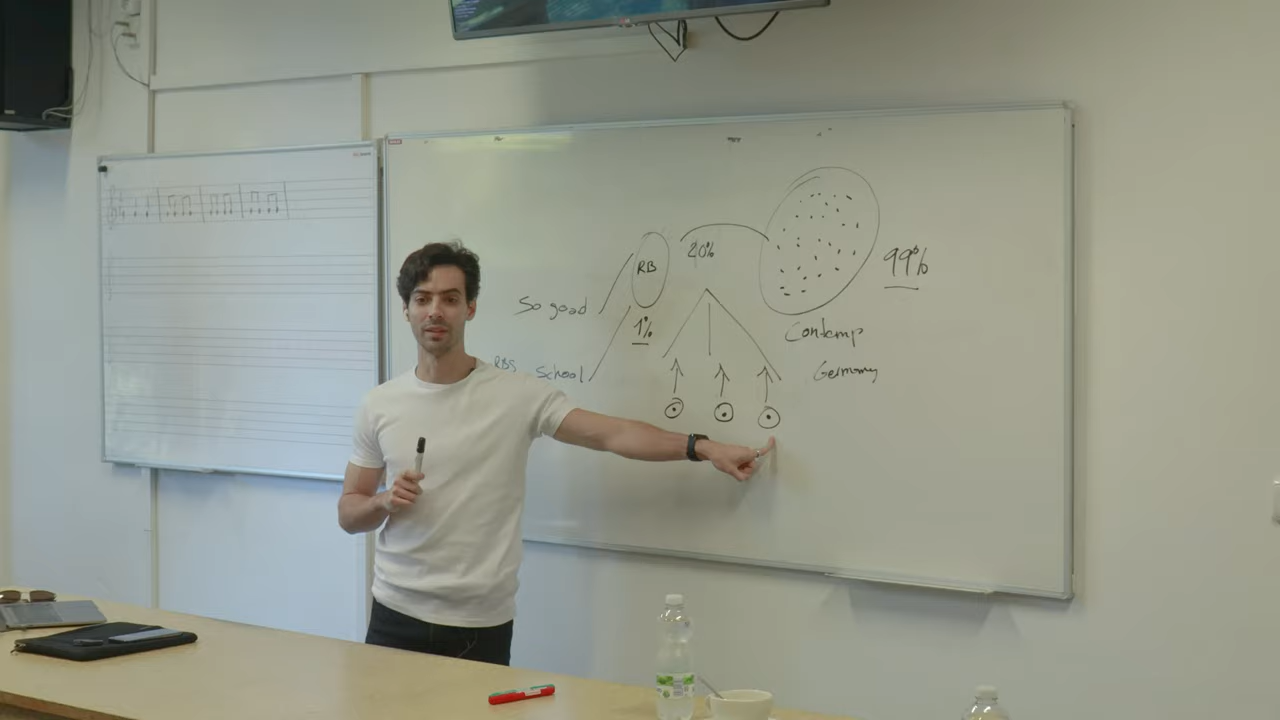 RB
20%
99%
So good
1%
Contemp
RBS School
Germany